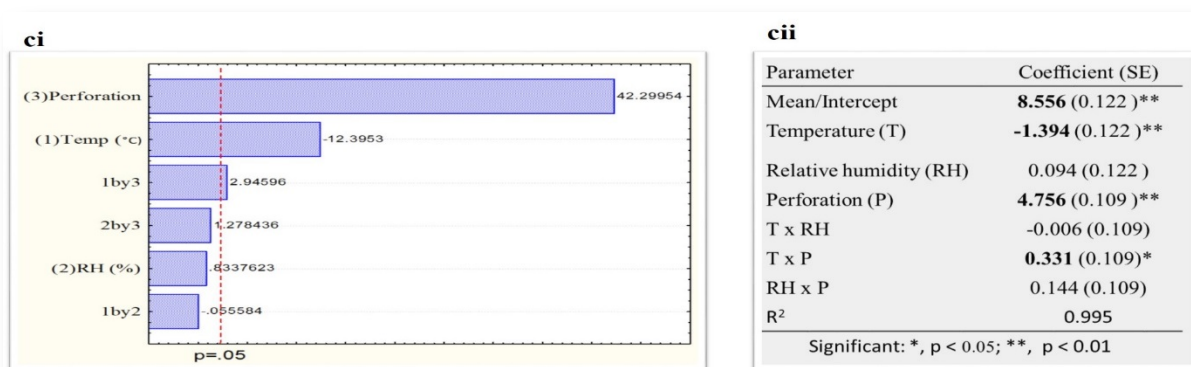 ci
(3)Perforation
42.29954
(1)Temp (°c)
-12.3953
1by3
2.94596
2by3
1.278436
(2)RH (%)
.8337623
1by2
-.055584
p=.05
cii
Parameter Coefficient (SE)
Mean/Intercept 8.556 (0.122 )**
Temperature (T) -1.394 (0.122 )**
Relative humidity (RH) 0.094 (0.122 )
Perforation (P) 4.756 (0.109 )**
T x RH -0.006 (0.109)
T x P 0.331 (0.109)*
RH x P 0.144 (0.109)
R² 0.995
Significant: *, p < 0.05; **, p < 0.01